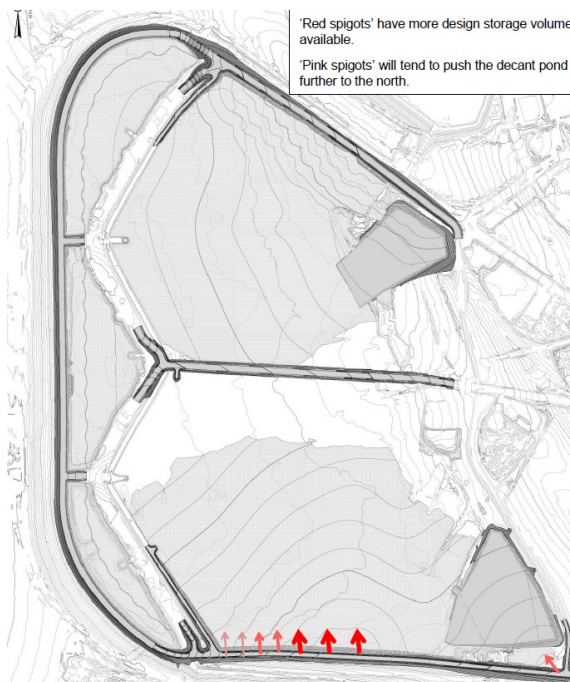 'Red spigots' have more design storage volume
available.
'Pink spigots' will tend to push the decant pond
further to the north.